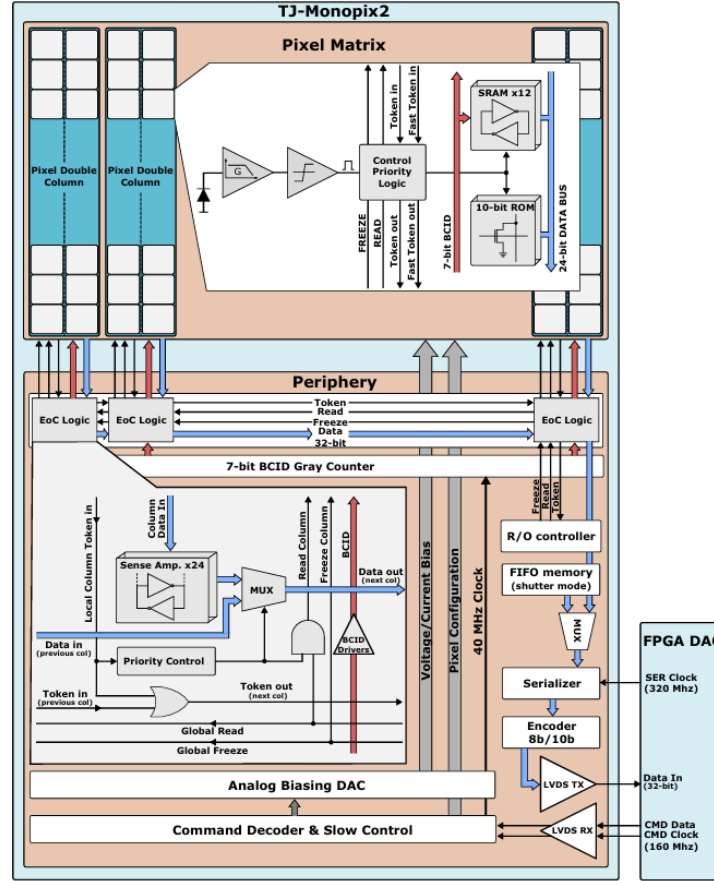 TJ-Monopix2
Pixel Matrix
Pixel Double
Column
Pixel Double
Column
Token in
Fast Token in
SRAM x12
G
Control
Priority
Logic
10-bit ROM
FREEZE
READ
Token out
Fast Token out
7-bit BCID
24-bit DATA BUS
Periphery
EoC Logic
EoC Logic
EoC Logic
Token
Read
Freeze
Data
32-bit
7-bit BCID Gray Counter
Freeze
Read
Token
R/O controller
FIFO memory
(shutter mode)
MUX
Serializer
Encoder
8b/10b
LVDS TX
LVDS RX
Local Column Token in
Column
Data In
Sense Amp. x24
MUX
Read Column
Freeze Column
BCID
Data out
(next col)
BCID
Drivers
Data in
(previous col)
Priority Control
Token in
(previous col)
Token out
(next col)
Global Read
Global Freeze
Voltage/Current Bias
Pixel Configuration
40 MHz Clock
Analog Biasing DAC
Command Decoder & Slow Control
FPGA DAC
SER Clock
(320 Mhz)
Data In
(32-bit)
CMD Data
CMD Clock
(160 Mhz)